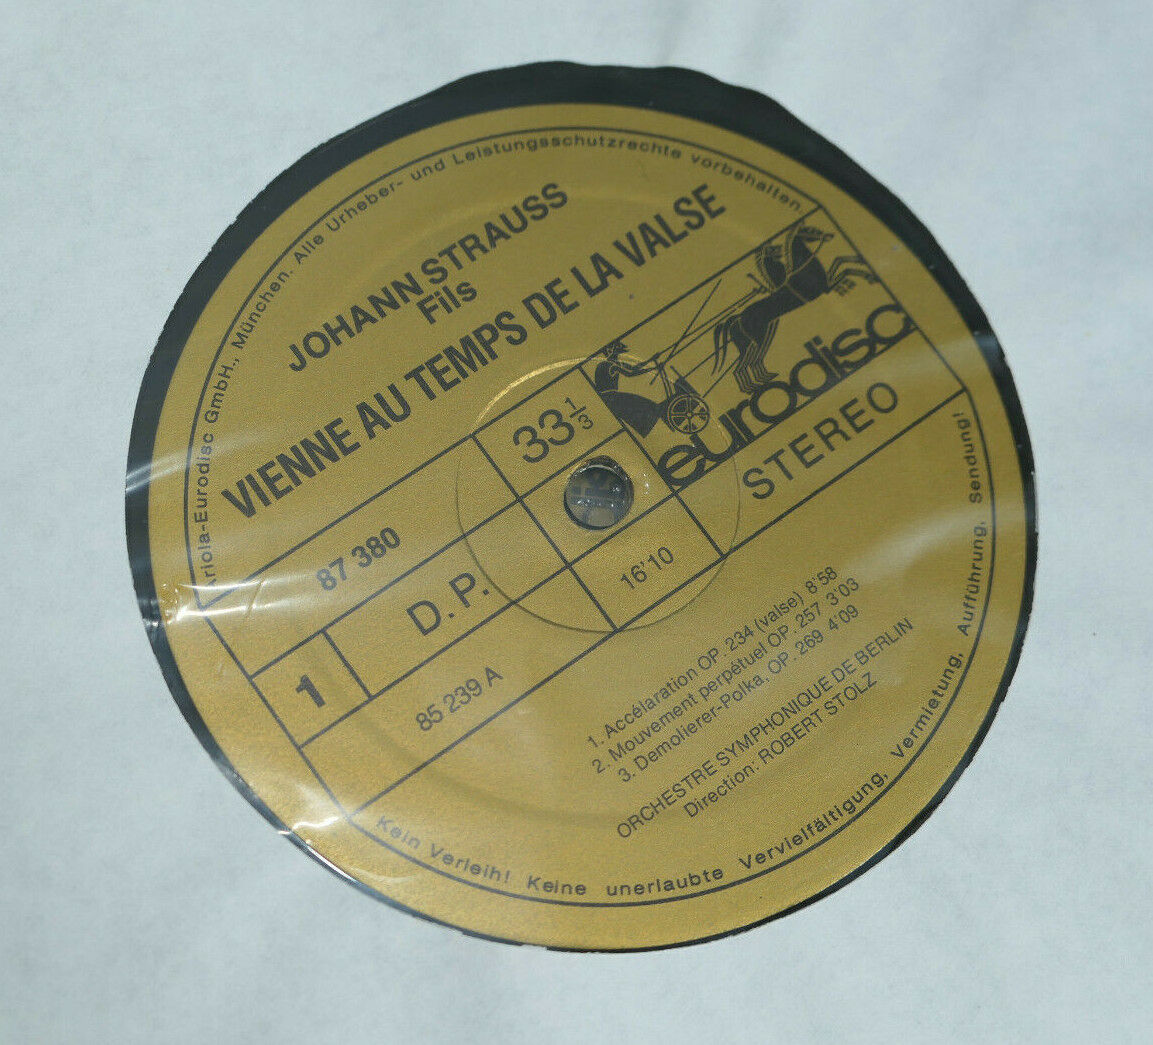 Ariola-Eurodisc GmbH., München. Alle Urheber- und Leistungsschutzrechte vorbehalten.
JOHANN STRAUSS
Fils
VIENNE AU TEMPS DE LA VALSE
87 380
33 1/3
eurodisc
1
D.P.
STEREO
85 239 A
16'10
1. Accélaration OP. 234 (valse) 8'58
2. Mouvement perpétuel OP. 257 3'03
3. Demolierer-Polka, OP. 269 4'09
ORCHESTRE SYMPHONIQUE DE BERLIN
Direction: ROBERT STOLZ
Kein Verleih! Keine unerlaubte Vervielfältigung, Vermietung, Aufführung, Sendung!